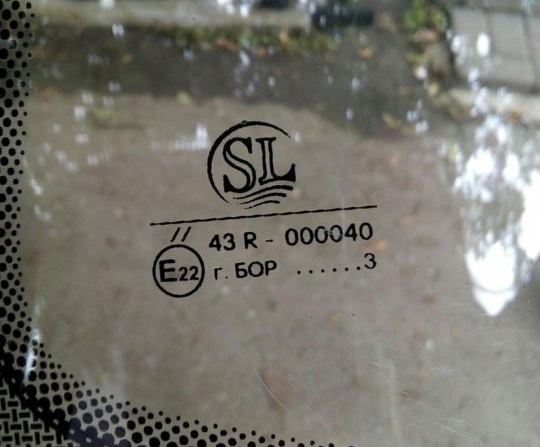 SL
//
43 R - 000040
E22
г. БОР ......3